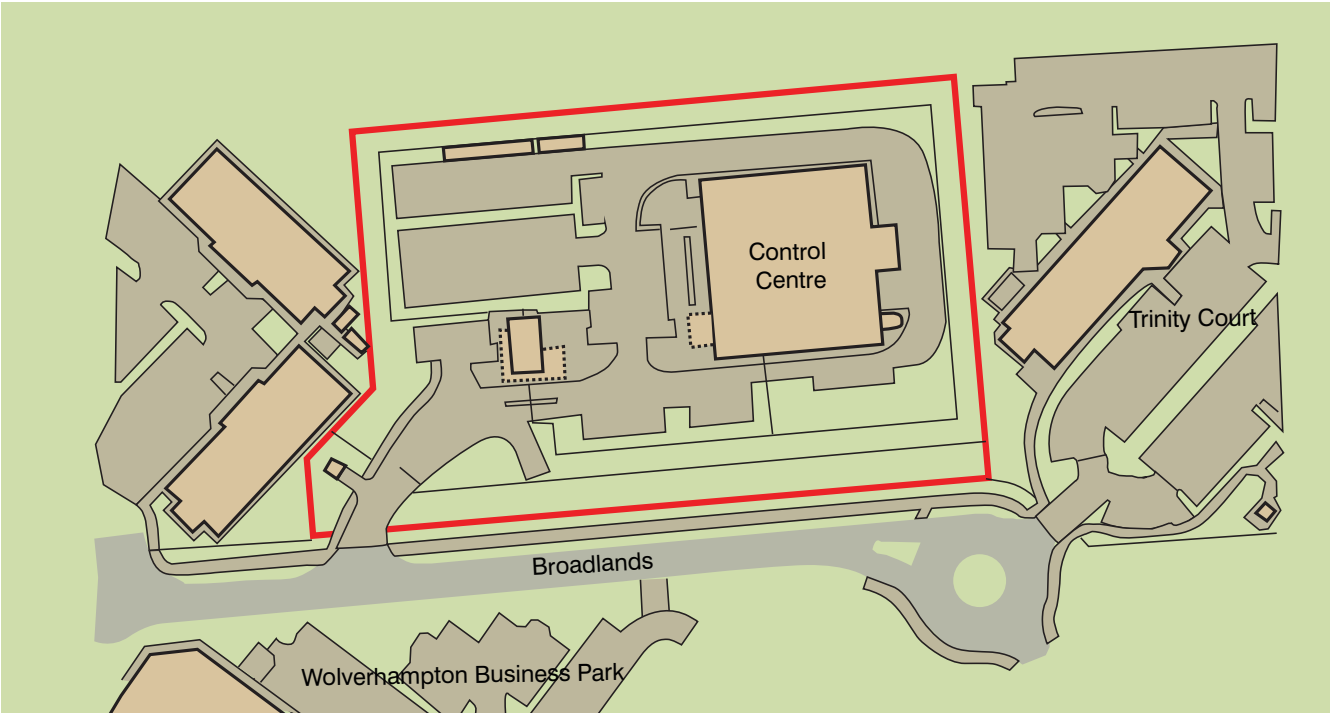 Control
Centre
Trinity Court
Broadlands
Wolverhampton Business Park